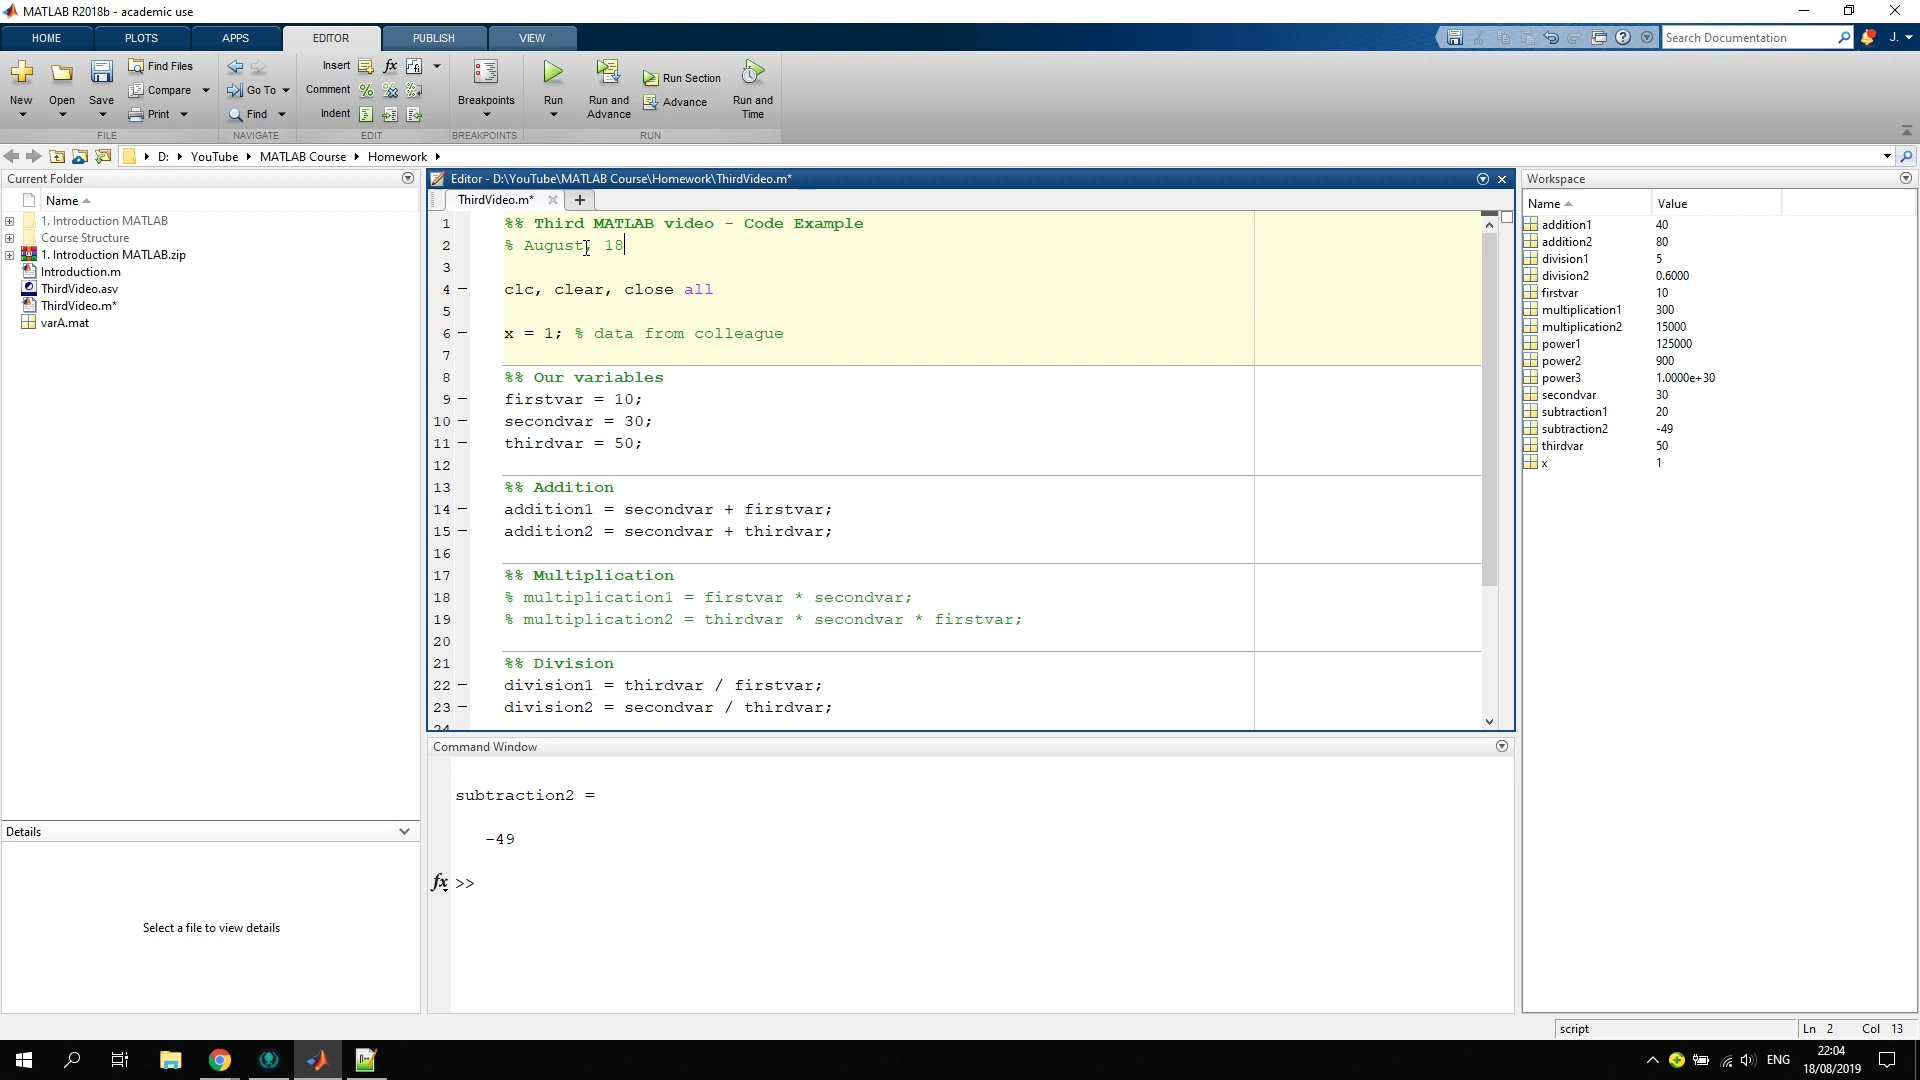 MATLAB R2018b - academic use
HOME PLOTS APPS EDITOR PUBLISH VIEW
Search Documentation
J.
New Open Save Find Files Compare Print
Go To Find
Insert fx
Comment
Indent
Breakpoints
Run
Run and Advance
Run Section
Advance
Run and Time
FILE NAVIGATE EDIT BREAKPOINTS RUN
D: YouTube MATLAB Course Homework
Current Folder
Name
1. Introduction MATLAB
Course Structure
1. Introduction MATLAB.zip
Introduction.m
ThirdVideo.asv
ThirdVideo.m*
varA.mat
Details
Select a file to view details
Editor - D:\YouTube\MATLAB Course\Homework\ThirdVideo.m*
ThirdVideo.m*
1 %% Third MATLAB video - Code Example
2 % August, 18
3
4 clc, clear, close all
5
6 x = 1; % data from colleague
7
8 %% Our variables
9 firstvar = 10;
10 secondvar = 30;
11 thirdvar = 50;
12
13 %% Addition
14 addition1 = secondvar + firstvar;
15 addition2 = secondvar + thirdvar;
16
17 %% Multiplication
18 % multiplication1 = firstvar * secondvar;
19 % multiplication2 = thirdvar * secondvar * firstvar;
20
21 %% Division
22 division1 = thirdvar / firstvar;
23 division2 = secondvar / thirdvar;
24
Command Window
subtraction2 =
-49
fx >>
Workspace
Name Value
addition1 40
addition2 80
division1 5
division2 0.6000
firstvar 10
multiplication1 300
multiplication2 15000
power1 125000
power2 900
power3 1.0000e+30
secondvar 30
subtraction1 20
subtraction2 -49
thirdvar 50
x 1
script Ln 2 Col 13
ENG
22:04
18/08/2019